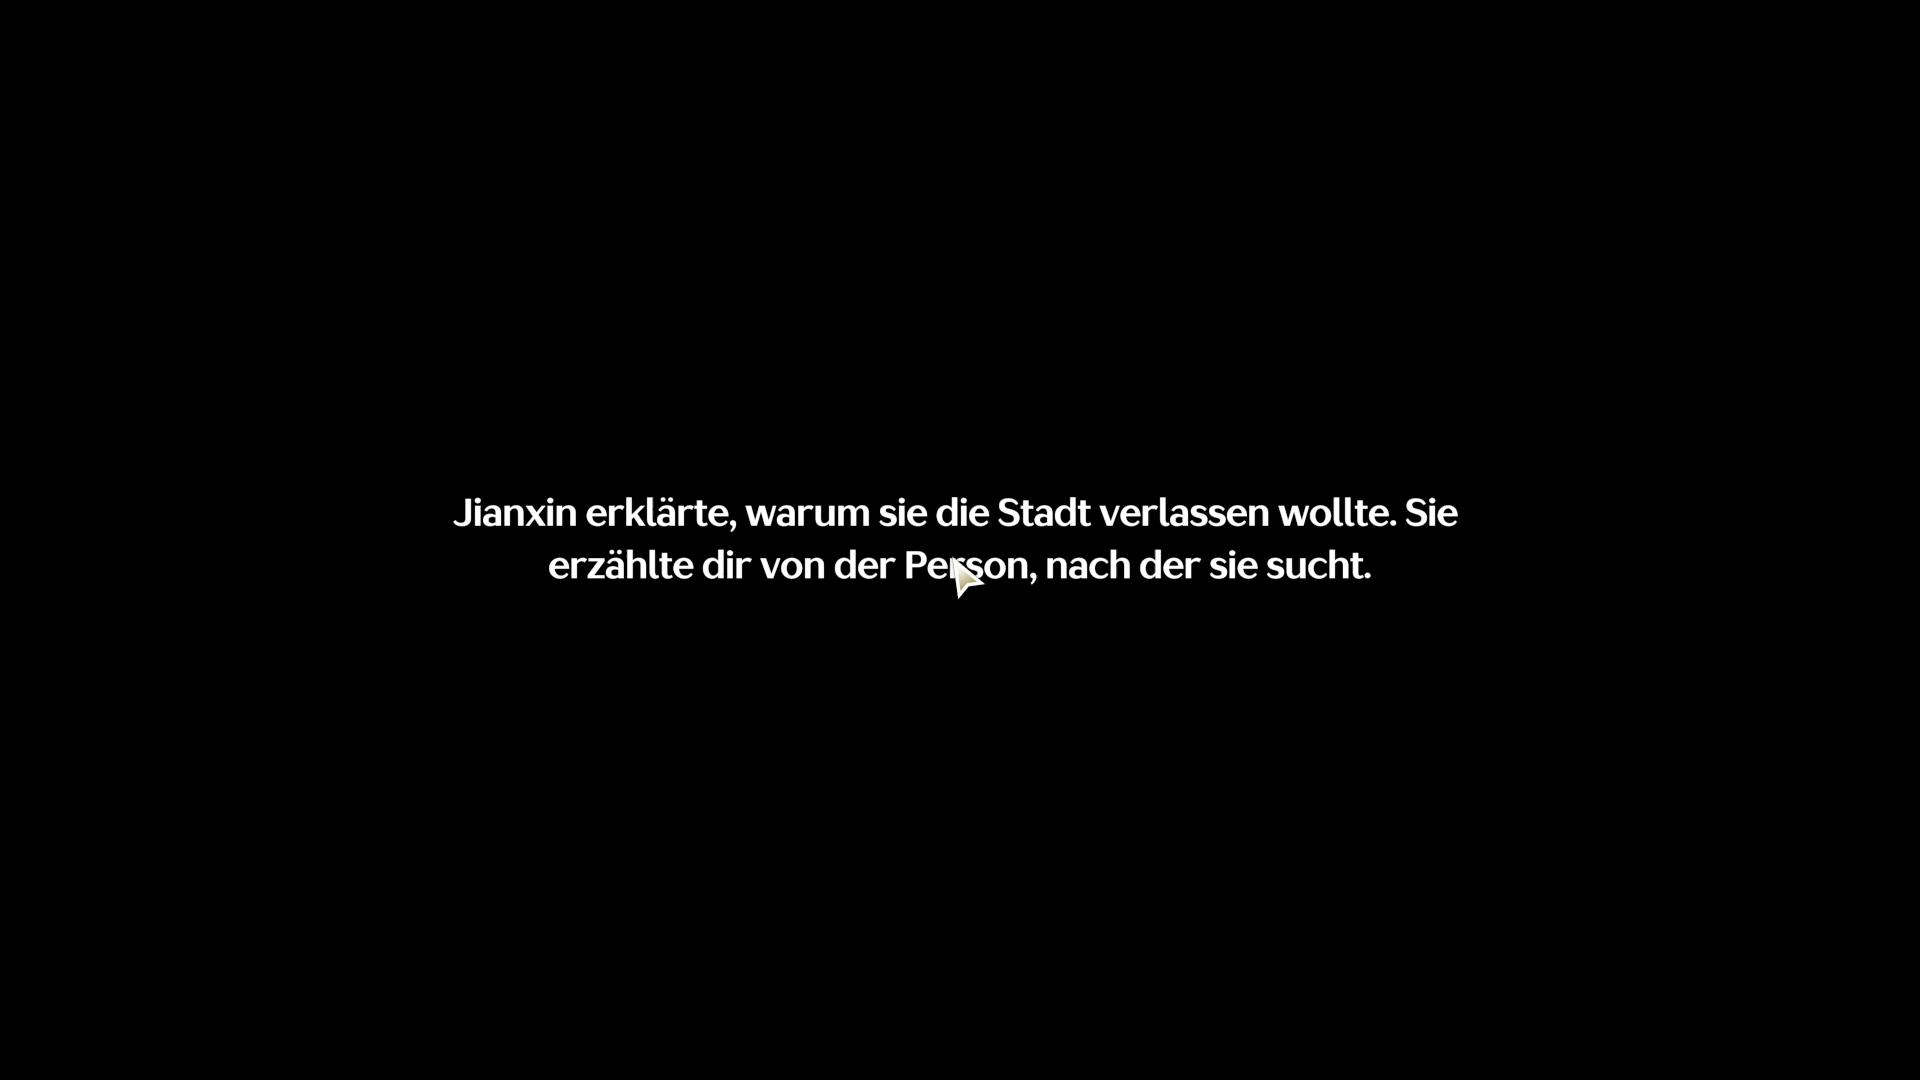 Jianxin erklärte, warum sie die Stadt verlassen wollte. Sie
erzählte dir von der Person, nach der sie sucht.